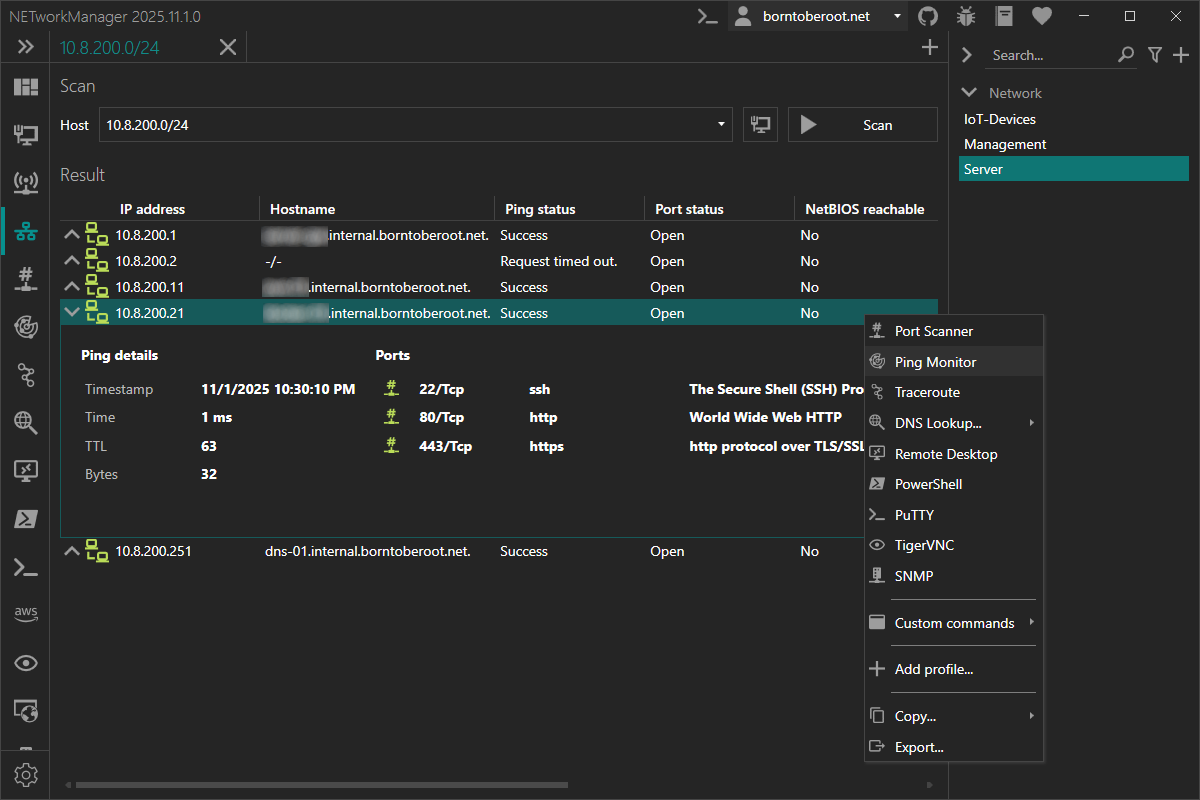 NETworkManager 2025.11.1.0
borntoberoot.net
10.8.200.0/24
Search...
Scan
Host 10.8.200.0/24 Scan
Result
IP address Hostname Ping status Port status NetBIOS reachable
10.8.200.1 .internal.borntoberoot.net. Success Open No
10.8.200.2 -/- Request timed out. Open No
10.8.200.11 .internal.borntoberoot.net. Success Open No
10.8.200.21 .internal.borntoberoot.net. Success Open No
Ping details Ports
Timestamp 11/1/2025 10:30:10 PM 22/Tcp ssh The Secure Shell (SSH) Pro
Time 1 ms 80/Tcp http World Wide Web HTTP
TTL 63 443/Tcp https http protocol over TLS/SSL
Bytes 32
10.8.200.251 dns-01.internal.borntoberoot.net. Success Open No
aws
Port Scanner
Ping Monitor
Traceroute
DNS Lookup...
Remote Desktop
PowerShell
PuTTY
TigerVNC
SNMP
Custom commands
Add profile...
Copy...
Export...
Network
IoT-Devices
Management
Server